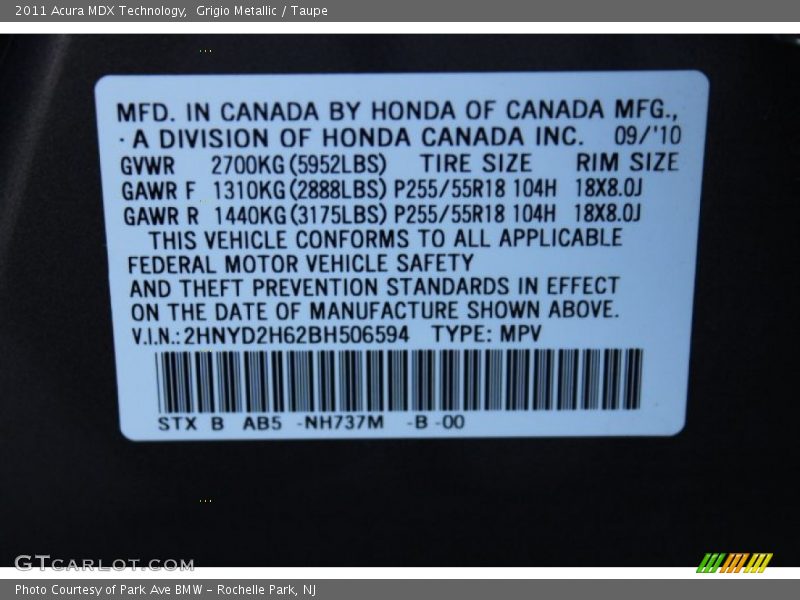 2011 Acura MDX Technology, Grigio Metallic / Taupe
MFD. IN CANADA BY HONDA OF CANADA MFG.,
A DIVISION OF HONDA CANADA INC. 09/'10
GVWR 2700KG (5952LBS) TIRE SIZE RIM SIZE
GAWR F 1310KG (2888LBS) P255/55R18 104H 18X8.0J
GAWR R 1440KG (3175LBS) P255/55R18 104H 18X8.0J
THIS VEHICLE CONFORMS TO ALL APPLICABLE
FEDERAL MOTOR VEHICLE SAFETY
AND THEFT PREVENTION STANDARDS IN EFFECT
ON THE DATE OF MANUFACTURE SHOWN ABOVE.
V.I.N.: 2HNYD2H62BH506594 TYPE: MPV
STX B AB5 -NH737M -B -00
GTCARLOT.COM
Photo Courtesy of Park Ave BMW - Rochelle Park, NJ